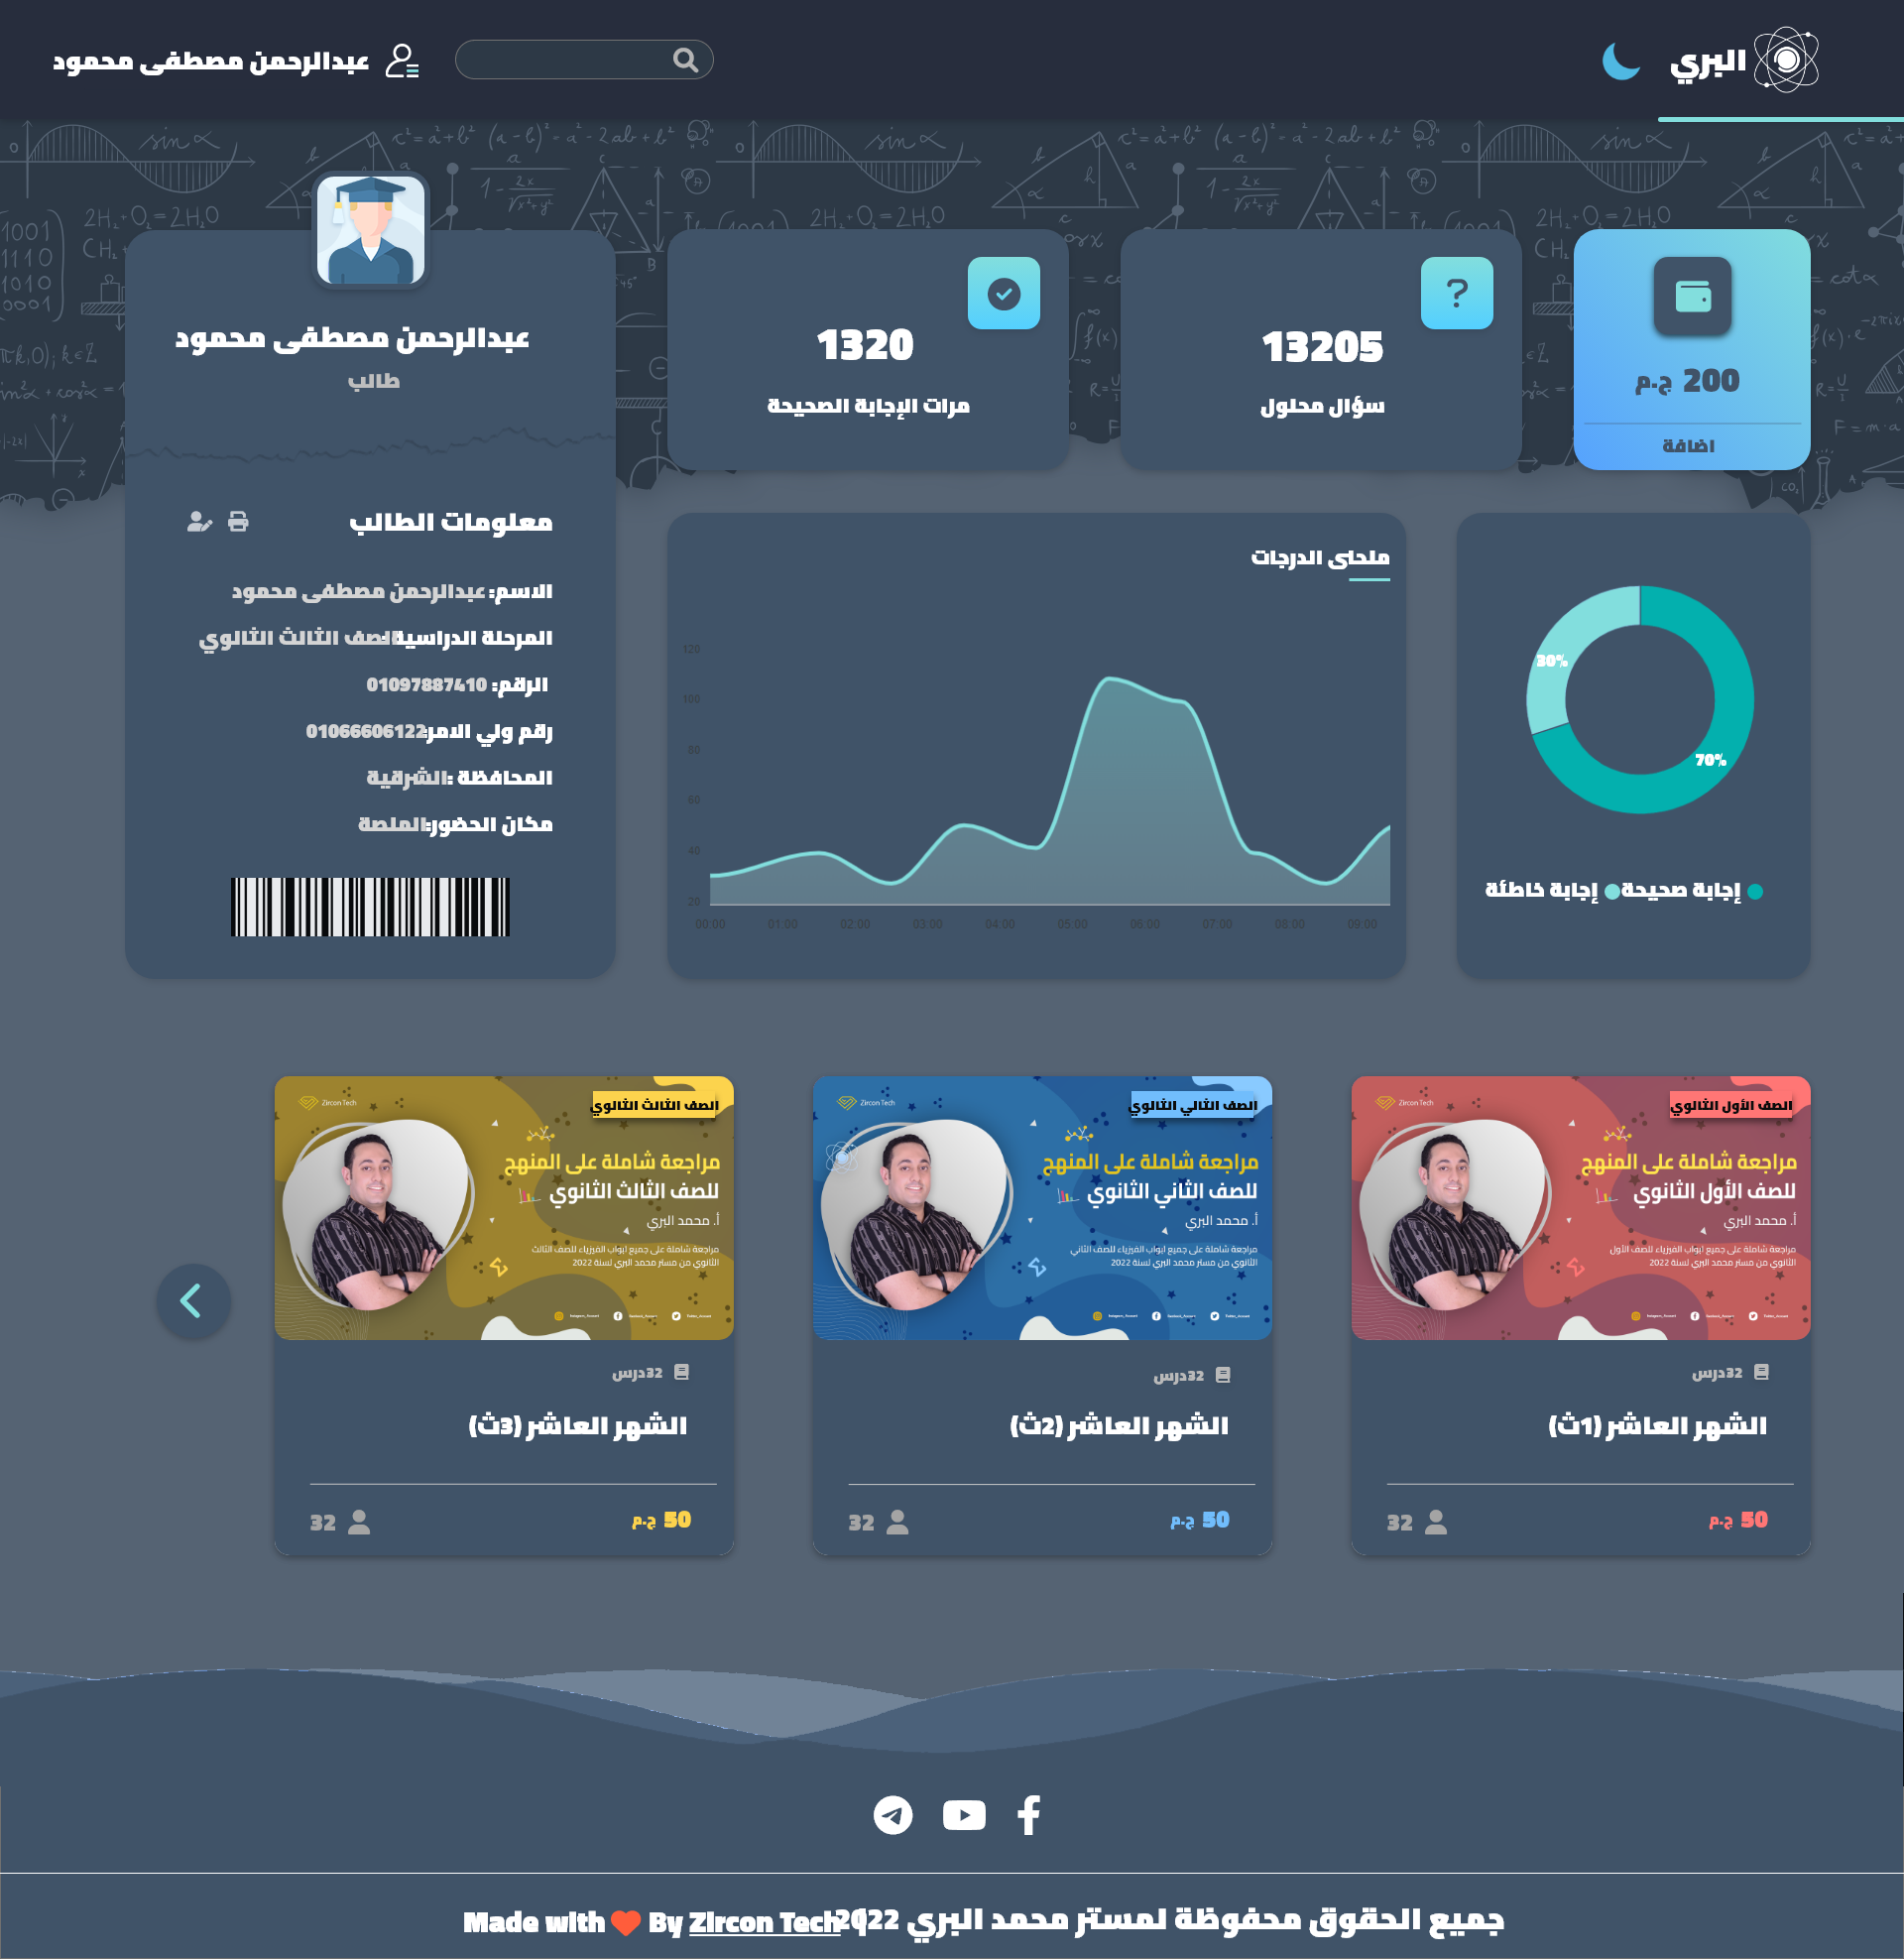 البري
عبدالرحمن مصطفى محمود
200 ج.م
اضافة
?
13205
سؤال محلول
1320
مرات الإجابة الصحيحة
عبدالرحمن مصطفى محمود
طالب
معلومات الطالب
الاسم: عبدالرحمن مصطفى محمود
المرحلة الدراسية: الصف الثالث الثانوي
الرقم: 01097887410
رقم ولي الامر: 01066606122
المحافظة: الشرقية
مكان الحضور: المنصة
منحنى الدرجات
120
100
80
60
40
20
00:00 01:00 02:00 03:00 04:00 05:00 06:00 07:00 08:00 09:00
30%
70%
إجابة صحيحة
إجابة خاطئة
الصف الأول الثانوي
Zircon Tech
مراجعة شاملة على المنهج
للصف الأول الثانوي
أ. محمد البري
مراجعة شاملة على جميع ابواب الفيزياء للصف الأول
الثانوي من مستر محمد البري لسنة 2022
32درس
الشهر العاشر (1ث)
50 ج.م
32
الصف الثاني الثانوي
Zircon Tech
مراجعة شاملة على المنهج
للصف الثاني الثانوي
أ. محمد البري
مراجعة شاملة على جميع ابواب الفيزياء للصف الثاني
الثانوي من مستر محمد البري لسنة 2022
32درس
الشهر العاشر (2ث)
50 ج.م
32
الصف الثالث الثانوي
Zircon Tech
مراجعة شاملة على المنهج
للصف الثالث الثانوي
أ. محمد البري
مراجعة شاملة على جميع ابواب الفيزياء للصف الثالث
الثانوي من مستر محمد البري لسنة 2022
32درس
الشهر العاشر (3ث)
50 ج.م
32
جميع الحقوق محفوظة لمستر محمد البري 2022
Made with By Zircon Tech